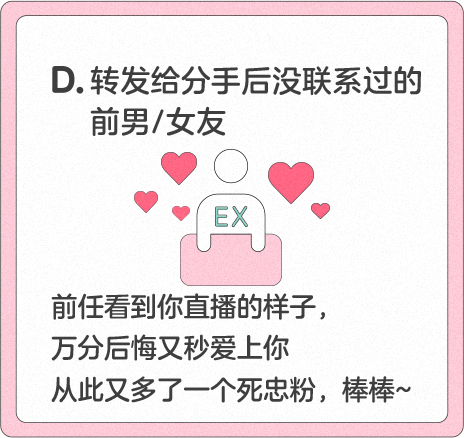 D. 转发给分手后没联系过的
前男/女友
EX
前任看到你直播的样子，
万分后悔又秒爱上你
从此又多了一个死忠粉，棒棒~